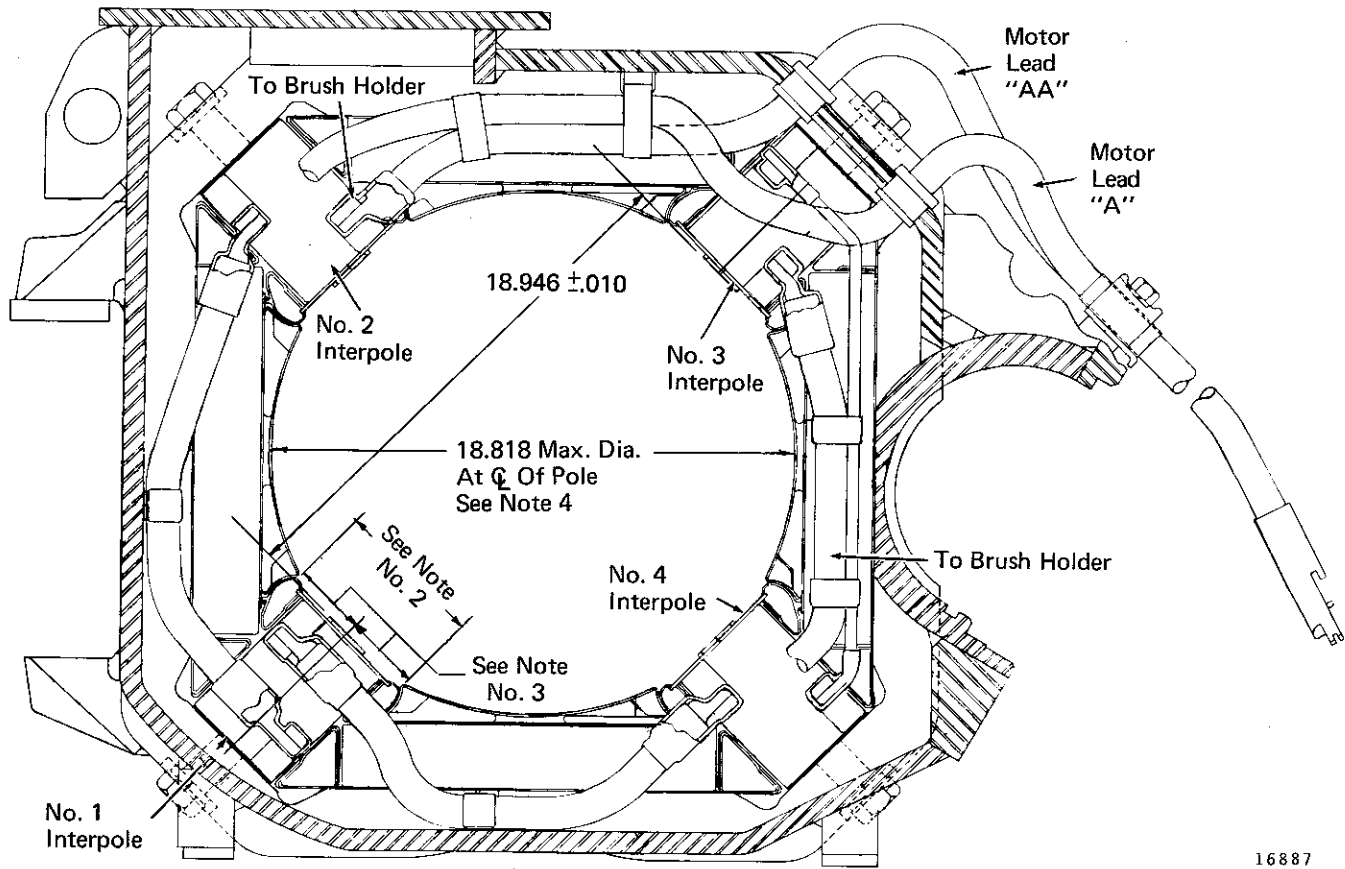 Motor
Lead
"AA"
To Brush Holder
Motor
Lead
"A"
18.946 ±.010
No. 2
Interpole
No. 3
Interpole
18.818 Max. Dia.
At ℄ Of Pole
See Note 4
See Note
No. 2
To Brush Holder
No. 4
Interpole
See Note
No. 3
No. 1
Interpole
16887